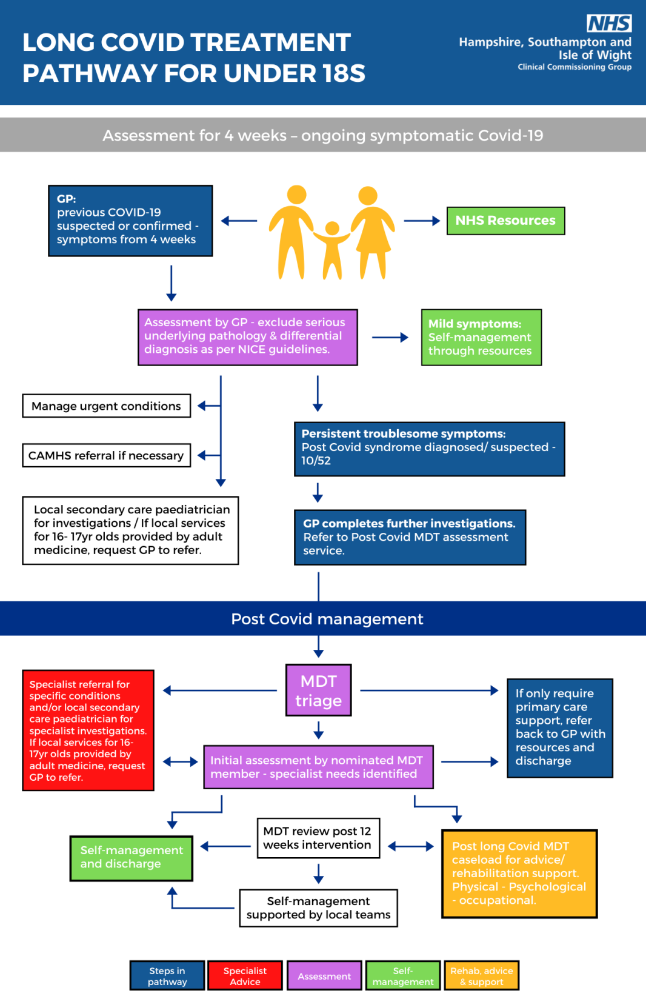 LONG COVID TREATMENT
PATHWAY FOR UNDER 18S
NHS
Hampshire, Southampton and
Isle of Wight
Clinical Commissioning Group
Assessment for 4 weeks – ongoing symptomatic Covid-19
GP:
previous COVID-19
suspected or confirmed -
symptoms from 4 weeks
NHS Resources
Assessment by GP - exclude serious
underlying pathology & differential
diagnosis as per NICE guidelines.
Mild symptoms:
Self-management
through resources
Manage urgent conditions
CAMHS referral if necessary
Local secondary care paediatrician
for investigations / If local services
for 16- 17yr olds provided by adult
medicine, request GP to refer.
Persistent troublesome symptoms:
Post Covid syndrome diagnosed/ suspected -
10/52
GP completes further investigations.
Refer to Post Covid MDT assessment
service.
Post Covid management
MDT
triage
Specialist referral for
specific conditions
and/or local secondary
care paediatrician for
specialist investigations.
If local services for 16-
17yr olds provided by
adult medicine, request
GP to refer.
If only require
primary care
support, refer
back to GP with
resources and
discharge
Initial assessment by nominated MDT
member - specialist needs identified
MDT review post 12
weeks intervention
Self-management
and discharge
Post long Covid MDT
caseload for advice/
rehabilitation support.
Physical - Psychological
- occupational.
Self-management
supported by local teams
Steps in
pathway
Specialist
Advice
Assessment
Self-
management
Rehab, advice
& support